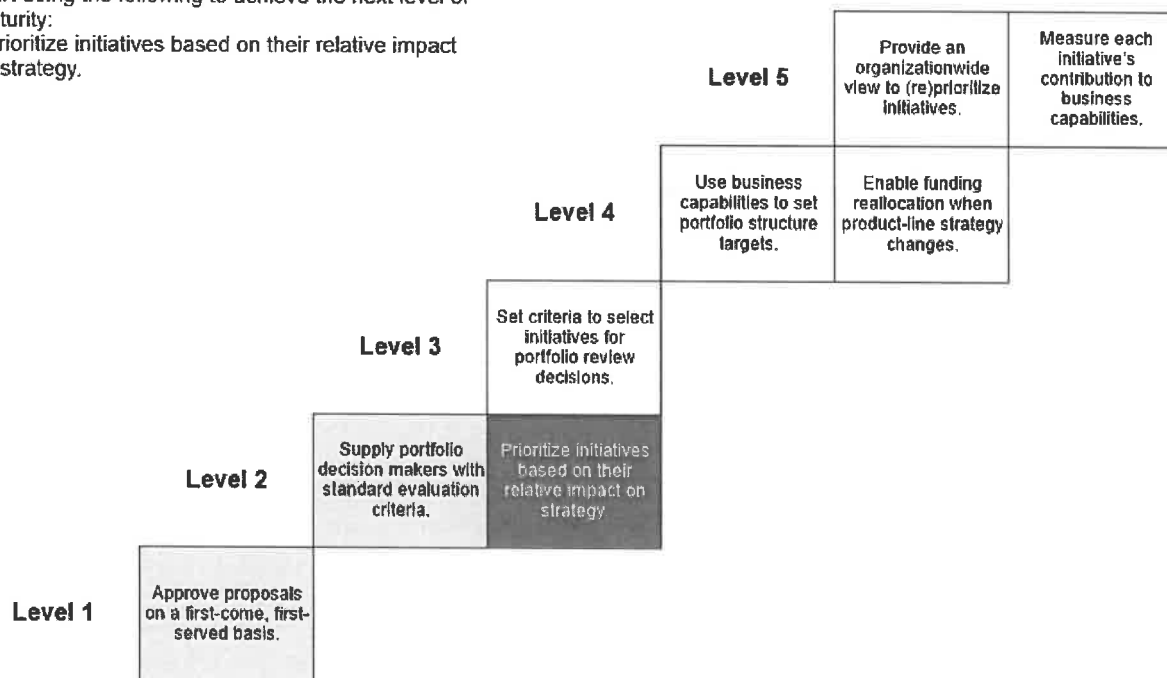 turity:
rioritize initiatives based on their relative impact
strategy.
Level 5
Provide an
organizationwide
view to (re)prioritize
initiatives.
Measure each
initiative's
contribution to
business
capabilities.
Level 4
Use business
capabilities to set
portfolio structure
targets.
Enable funding
reallocation when
product-line strategy
changes.
Level 3
Set criteria to select
initiatives for
portfolio review
decisions.
Level 2
Supply portfolio
decision makers with
standard evaluation
criteria.
Prioritize initiatives
based on their
relative impact on
strategy
Level 1
Approve proposals
on a first-come, first-
served basis.